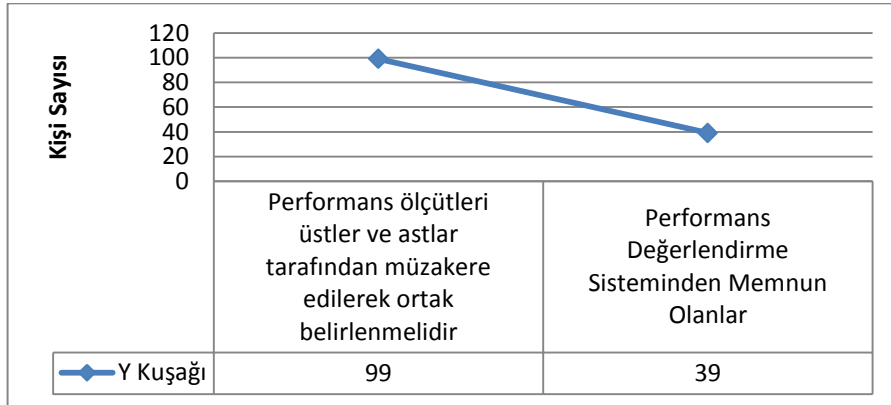 Kişi Sayısı
120
100
80
60
40
20
0
Performans ölçütleri
üstler ve astlar
tarafından müzakere
edilerek ortak
belirlenmelidir
Performans
Değerlendirme
Sisteminden Memnun
Olanlar
Y Kuşağı 99 39